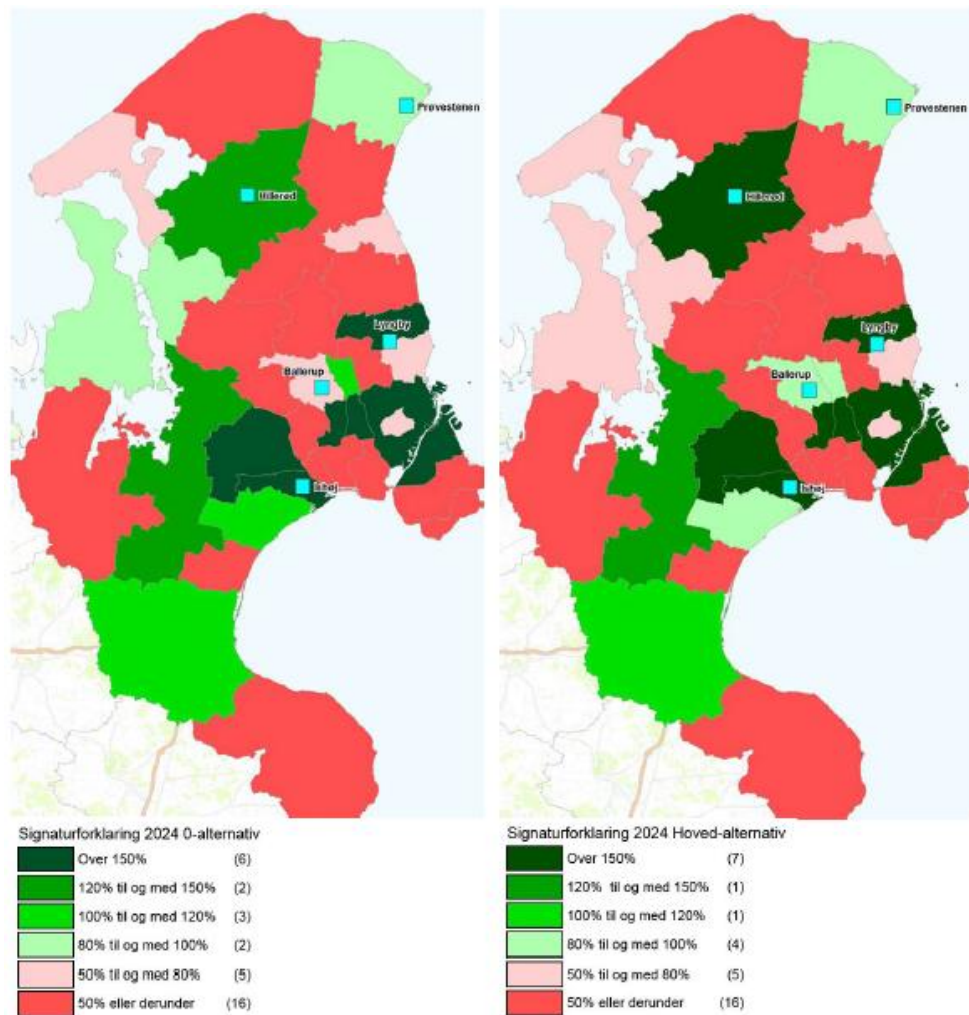 Prøvestenen
Hillerød
Lyngby
Ballerup
Ishøj
Prøvestenen
Hillerød
Lyngby
Ballerup
Ishøj
Signaturforklaring 2024 0-alternativ
Over 150% (6)
120% til og med 150% (2)
100% til og med 120% (3)
80% til og med 100% (2)
50% til og med 80% (5)
50% eller derunder (16)
Signaturforklaring 2024 Hoved-alternativ
Over 150% (7)
120% til og med 150% (1)
100% til og med 120% (1)
80% til og med 100% (4)
50% til og med 80% (5)
50% eller derunder (16)